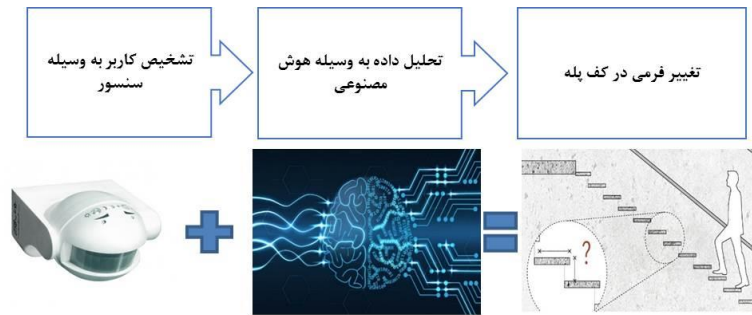 تشخیص کاربر به وسیله
سنسور
تحلیل داده به وسیله هوش
مصنوعی
تغییر فرمی در کف پله
?